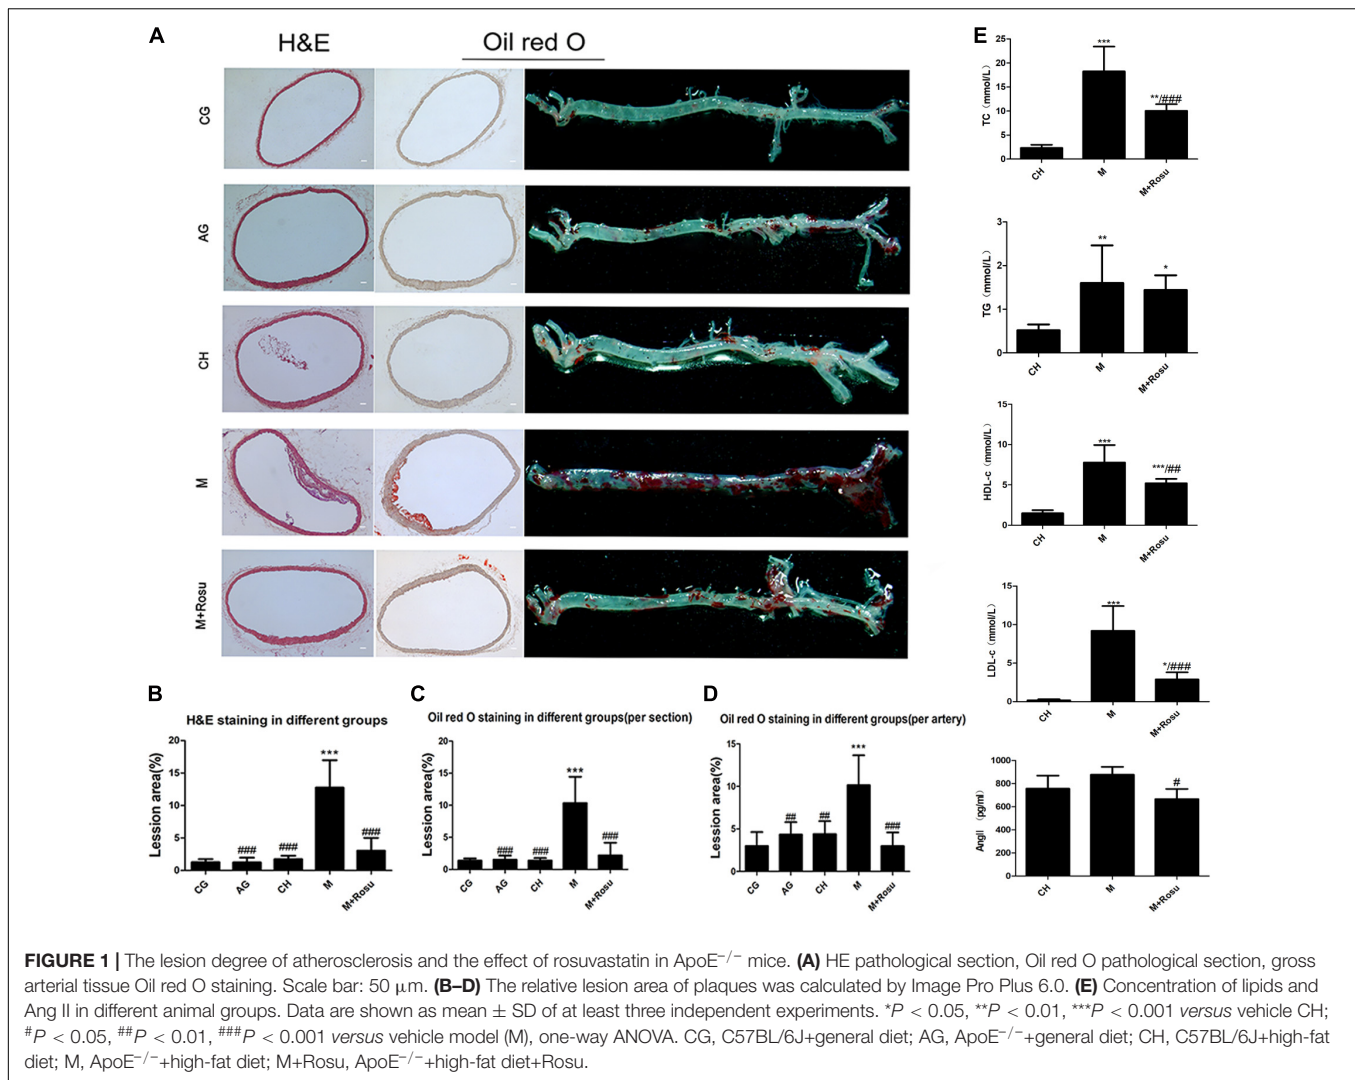 A
H&E
Oil red O
CG
AG
CH
M
M+Rosu
B
H&E staining in different groups
Lession area(%)
20
15
10
5
0
CG
AG
CH
M
M+Rosu
###
###
***
###
C
Oil red O staining in different groups(per section)
Lession area(%)
20
15
10
5
0
CG
AG
CH
M
M+Rosu
###
###
***
###
D
Oil red O staining in different groups(per artery)
Lession area(%)
15
10
5
0
CG
AG
CH
M
M+Rosu
##
##
***
###
E
TC (mmol/L)
25
20
15
10
5
0
CH
M
M+Rosu
***
**/###
TG (mmol/L)
3
2
1
0
CH
M
M+Rosu
**
*
HDL-c (mmol/L)
15
10
5
0
CH
M
M+Rosu
***
***/##
LDL-c (mmol/L)
15
10
5
0
CH
M
M+Rosu
***
*/###
AngII (pg/ml)
1000
800
600
400
200
0
CH
M
M+Rosu
#
FIGURE 1 | The lesion degree of atherosclerosis and the effect of rosuvastatin in ApoE−/− mice. (A) HE pathological section, Oil red O pathological section, gross
arterial tissue Oil red O staining. Scale bar: 50 μm. (B–D) The relative lesion area of plaques was calculated by Image Pro Plus 6.0. (E) Concentration of lipids and
Ang II in different animal groups. Data are shown as mean ± SD of at least three independent experiments. *P < 0.05, **P < 0.01, ***P < 0.001 versus vehicle CH;
#P < 0.05, ##P < 0.01, ###P < 0.001 versus vehicle model (M), one-way ANOVA. CG, C57BL/6J+general diet; AG, ApoE−/−+general diet; CH, C57BL/6J+high-fat
diet; M, ApoE−/−+high-fat diet; M+Rosu, ApoE−/−+high-fat diet+Rosu.